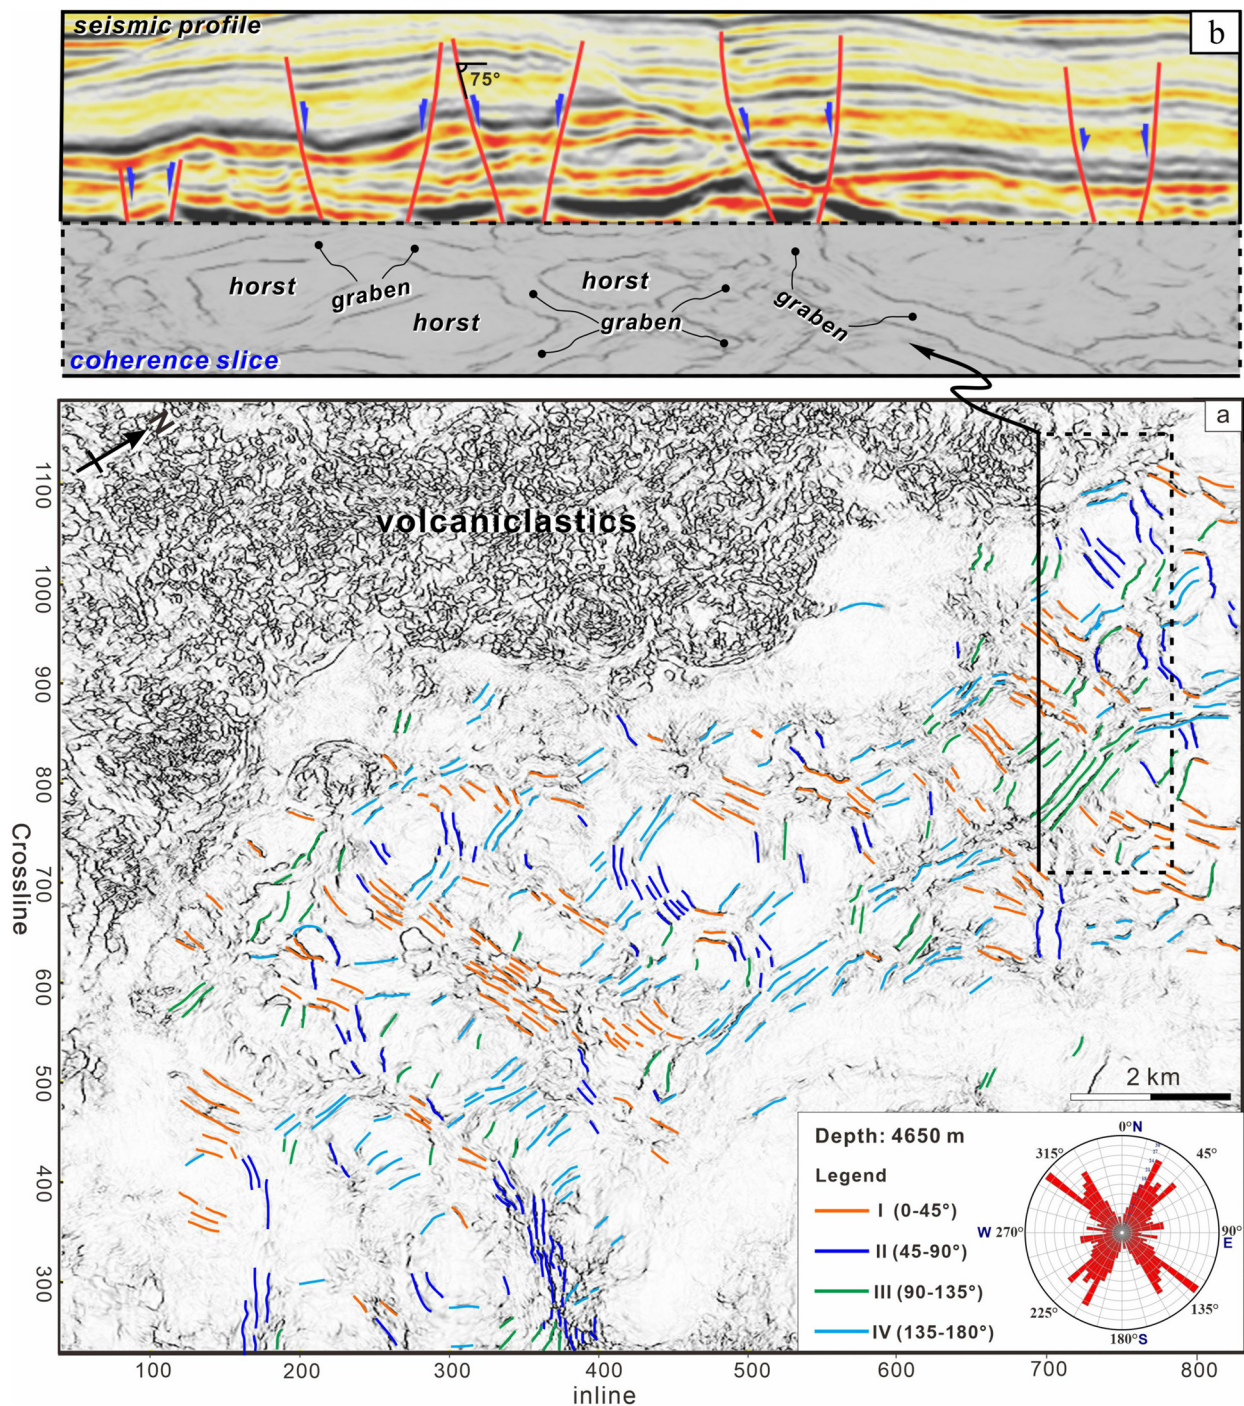 seismic profile
b
75°
horst
graben
horst
horst
graben
graben
coherence slice
a
N
volcaniclastics
Crossline
1100
1000
900
800
700
600
500
400
300
2 km
Depth: 4650 m
Legend
I (0-45°)
II (45-90°)
III (90-135°)
IV (135-180°)
0°N
45°
90°
E
135°
180°S
225°
W 270°
315°
100
200
300
400
500
600
700
800
inline